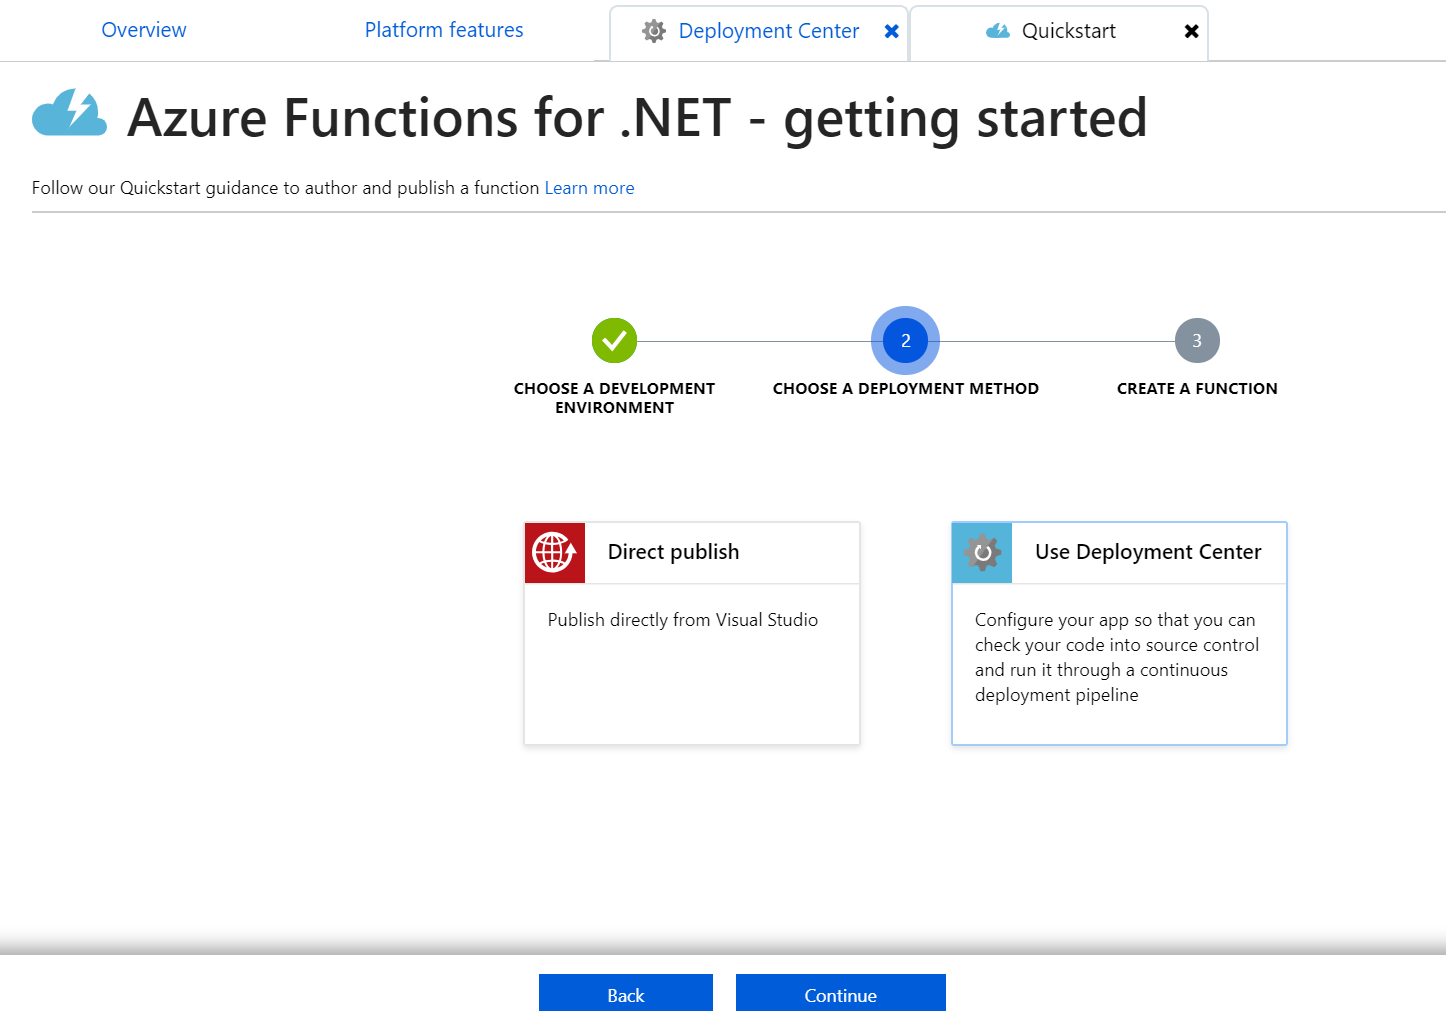 Overview
Platform features
Deployment Center
Quickstart
Azure Functions for .NET - getting started
Follow our Quickstart guidance to author and publish a function Learn more
2
3
CHOOSE A DEVELOPMENT
ENVIRONMENT
CHOOSE A DEPLOYMENT METHOD
CREATE A FUNCTION
Direct publish
Publish directly from Visual Studio
Use Deployment Center
Configure your app so that you can
check your code into source control
and run it through a continuous
deployment pipeline
Back
Continue